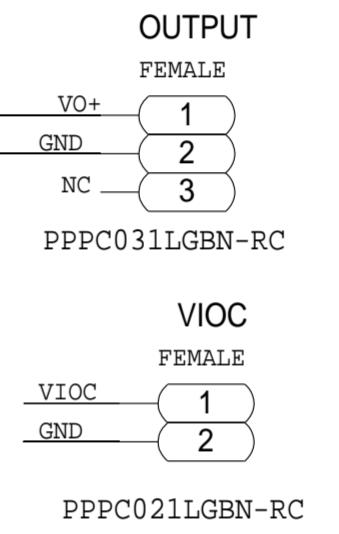 OUTPUT
FEMALE
VO+ 1
GND 2
NC 3
PPPC031LGBN-RC
VIOC
FEMALE
VIOC 1
GND 2
PPPC021LGBN-RC